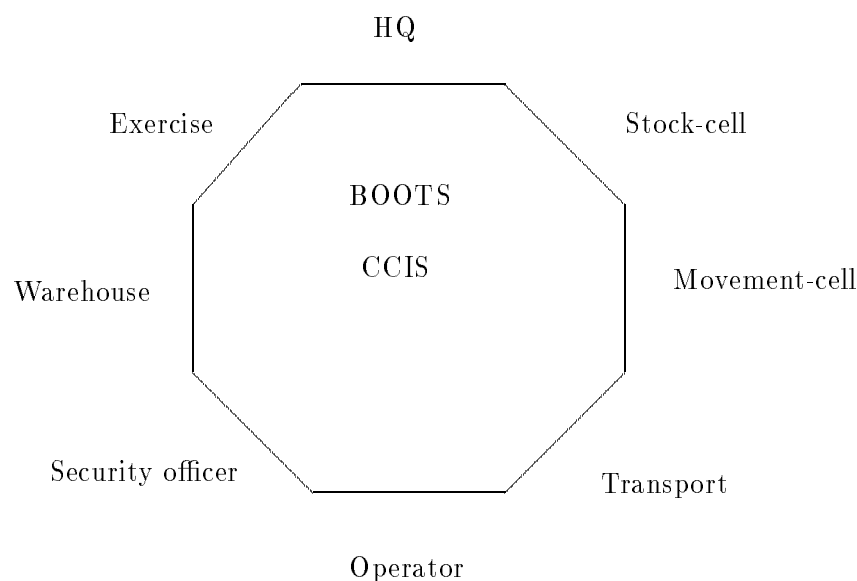 HQ
Exercise
Stock-cell
BOOTS
CCIS
Movement-cell
Warehouse
Security officer
Transport
Operator